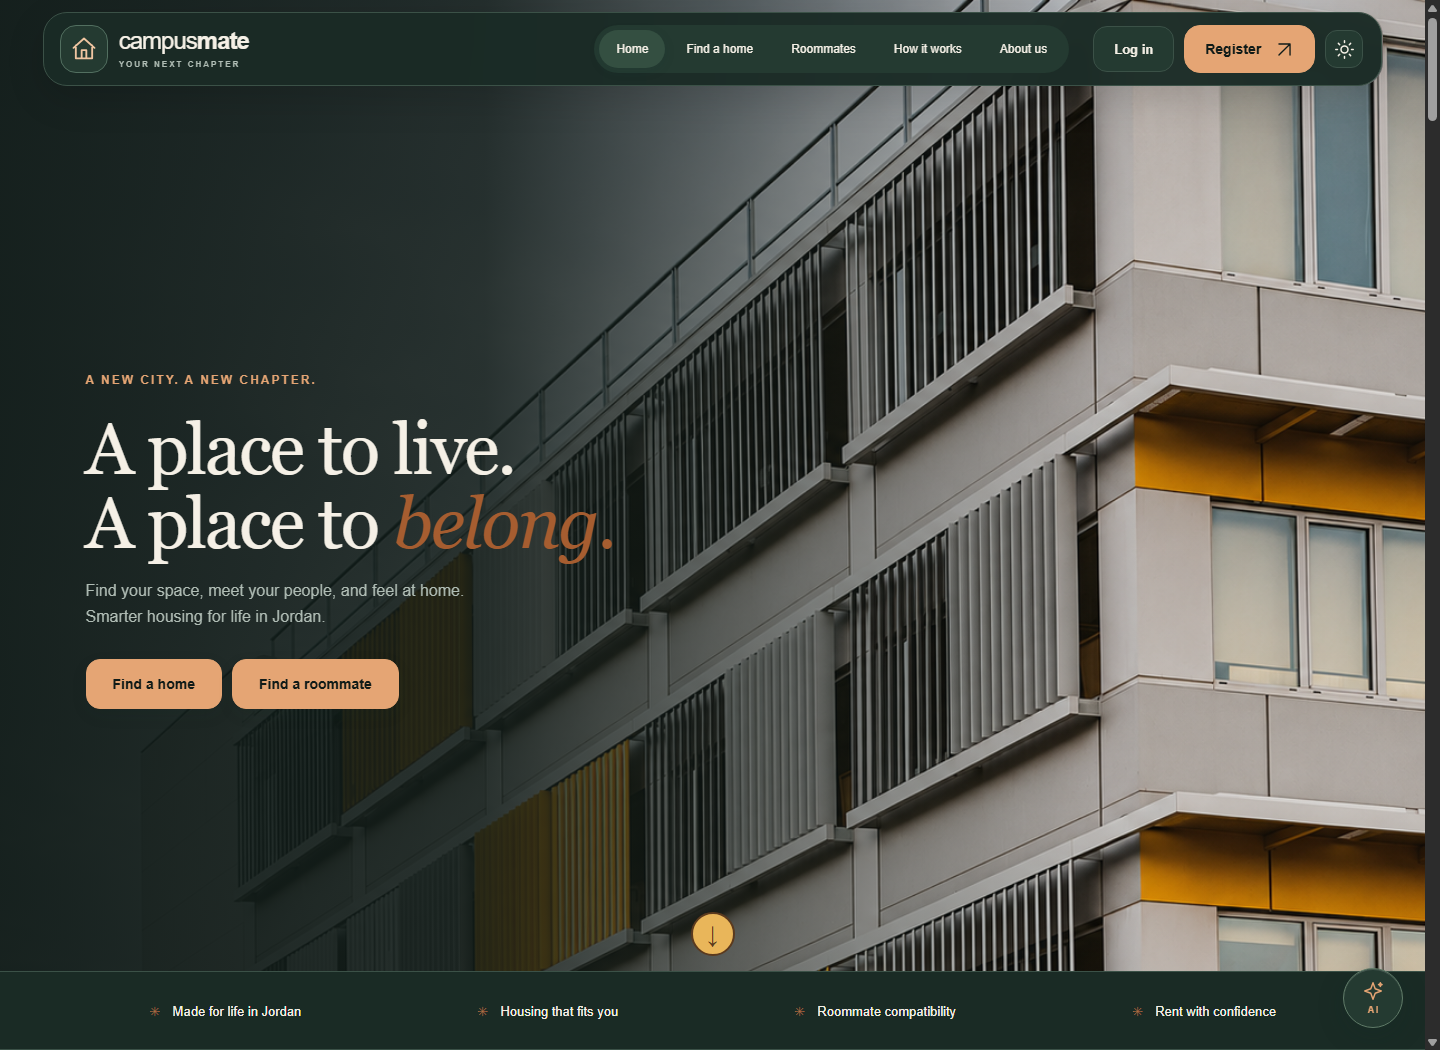 campusmate
YOUR NEXT CHAPTER
Home
Find a home
Roommates
How it works
About us
Log in
Register
A NEW CITY. A NEW CHAPTER.
A place to live.
A place to belong.
Find your space, meet your people, and feel at home.
Smarter housing for life in Jordan.
Find a home
Find a roommate
Made for life in Jordan
Housing that fits you
Roommate compatibility
Rent with confidence
AI